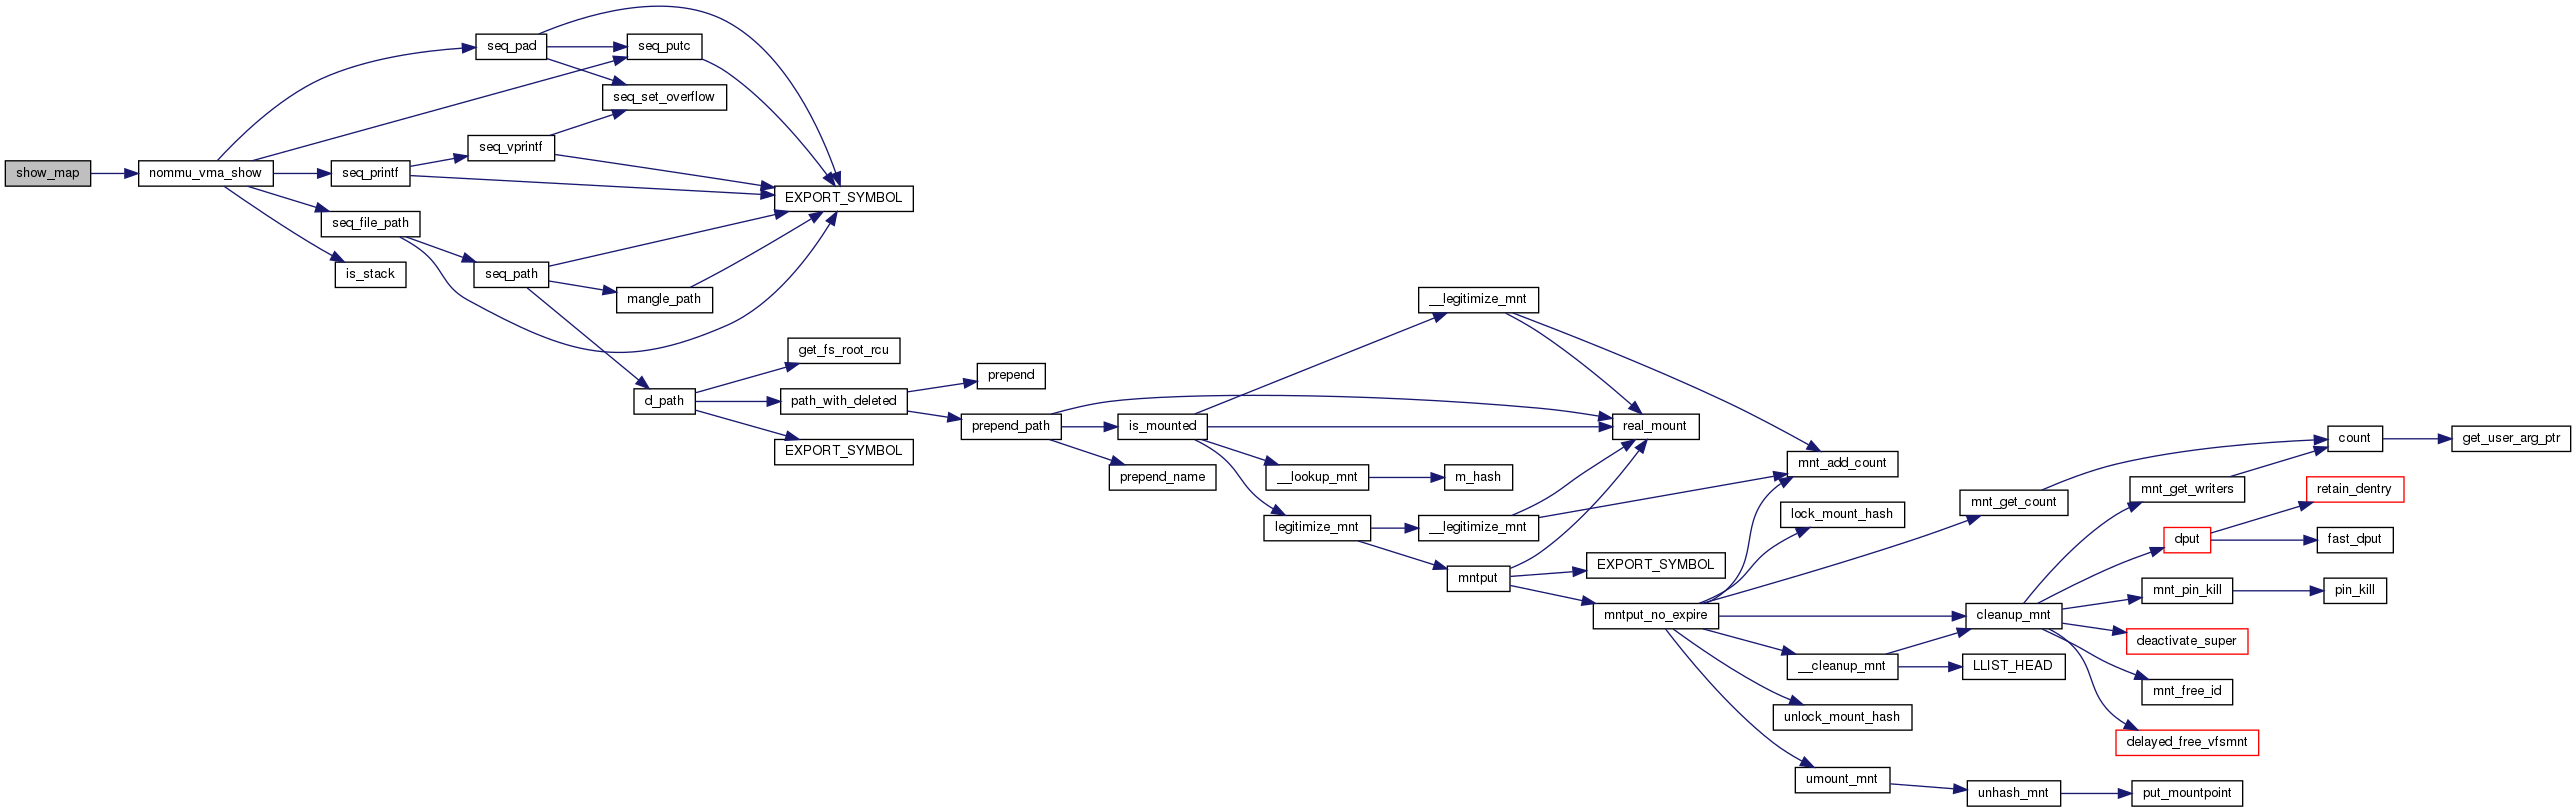 show_map
nommu_vma_show
seq_pad
seq_putc
seq_set_overflow
seq_vprintf
seq_printf
EXPORT_SYMBOL
seq_file_path
is_stack
seq_path
mangle_path
get_fs_root_rcu
d_path
path_with_deleted
EXPORT_SYMBOL
prepend
prepend_path
is_mounted
prepend_name
__legitimize_mnt
real_mount
__lookup_mnt
m_hash
legitimize_mnt
__legitimize_mnt
mntput
EXPORT_SYMBOL
mntput_no_expire
mnt_add_count
lock_mount_hash
mnt_get_count
cleanup_mnt
__cleanup_mnt
LLIST_HEAD
unlock_mount_hash
umount_mnt
unhash_mnt
put_mountpoint
count
get_user_arg_ptr
mnt_get_writers
retain_dentry
dput
fast_dput
mnt_pin_kill
pin_kill
deactivate_super
mnt_free_id
delayed_free_vfsmnt